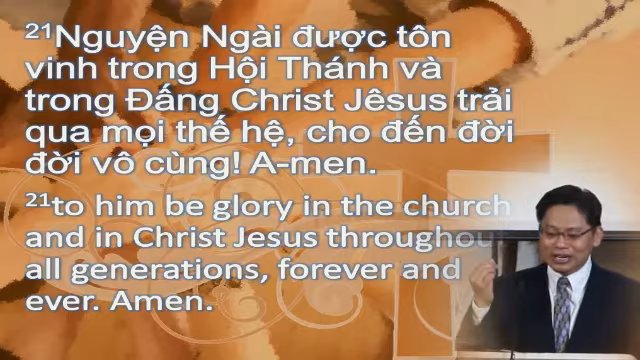 ²¹Nguyện Ngài được tôn
vinh trong Hội Thánh và
trong Đấng Christ Jêsus trải
qua mọi thế hệ, cho đến đời
đời vô cùng! A-men.
²¹to him be glory in the church
and in Christ Jesus throughout
all generations, forever and
ever. Amen.